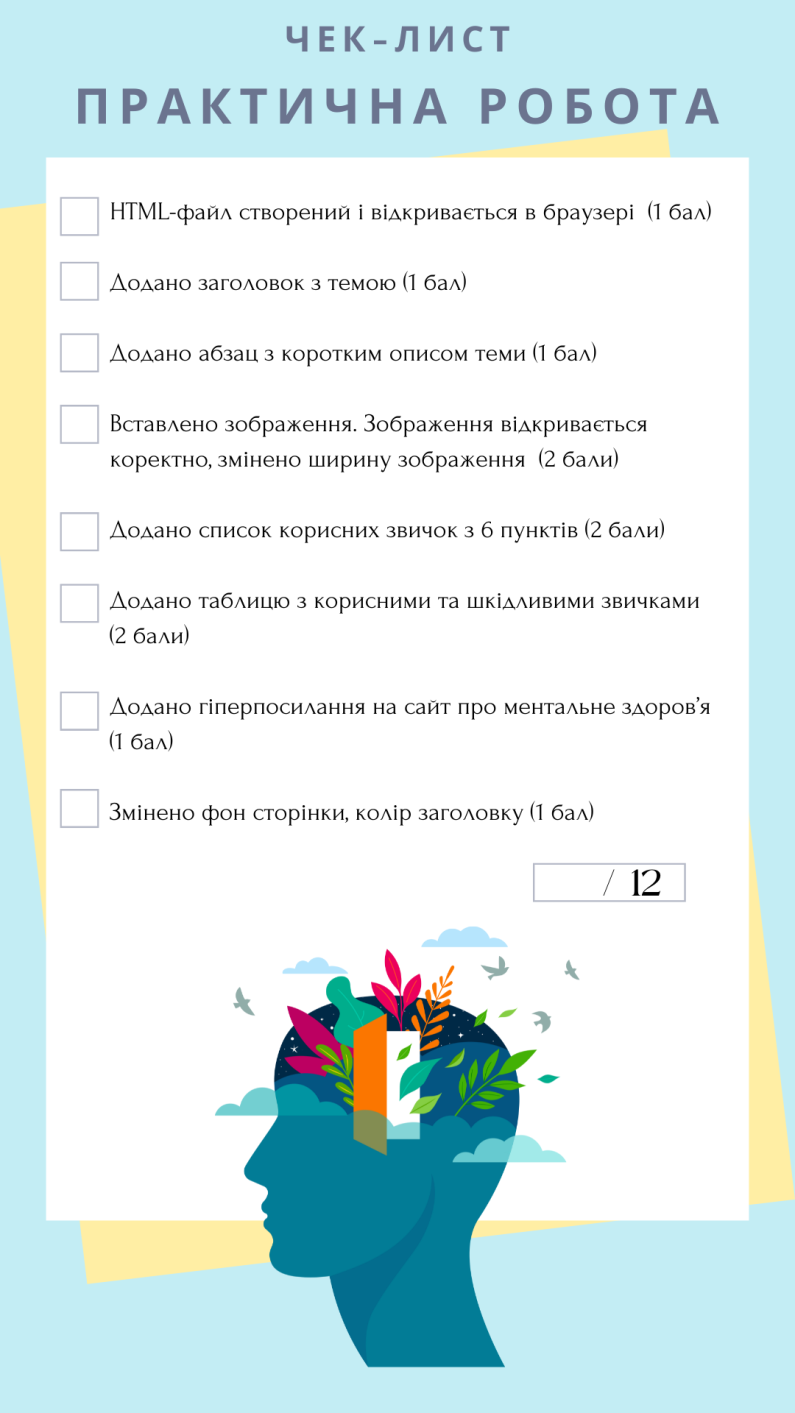 ЧЕК-ЛИСТ
ПРАКТИЧНА РОБОТА
HTML-файл створений і відкривається в браузері (1 бал)
Додано заголовок з темою (1 бал)
Додано абзац з коротким описом теми (1 бал)
Вставлено зображення. Зображення відкривається
коректно, змінено ширину зображення (2 бали)
Додано список корисних звичок з 6 пунктів (2 бали)
Додано таблицю з корисними та шкідливими звичками
(2 бали)
Додано гіперпосилання на сайт про ментальне здоров’я
(1 бал)
Змінено фон сторінки, колір заголовку (1 бал)
/ 12